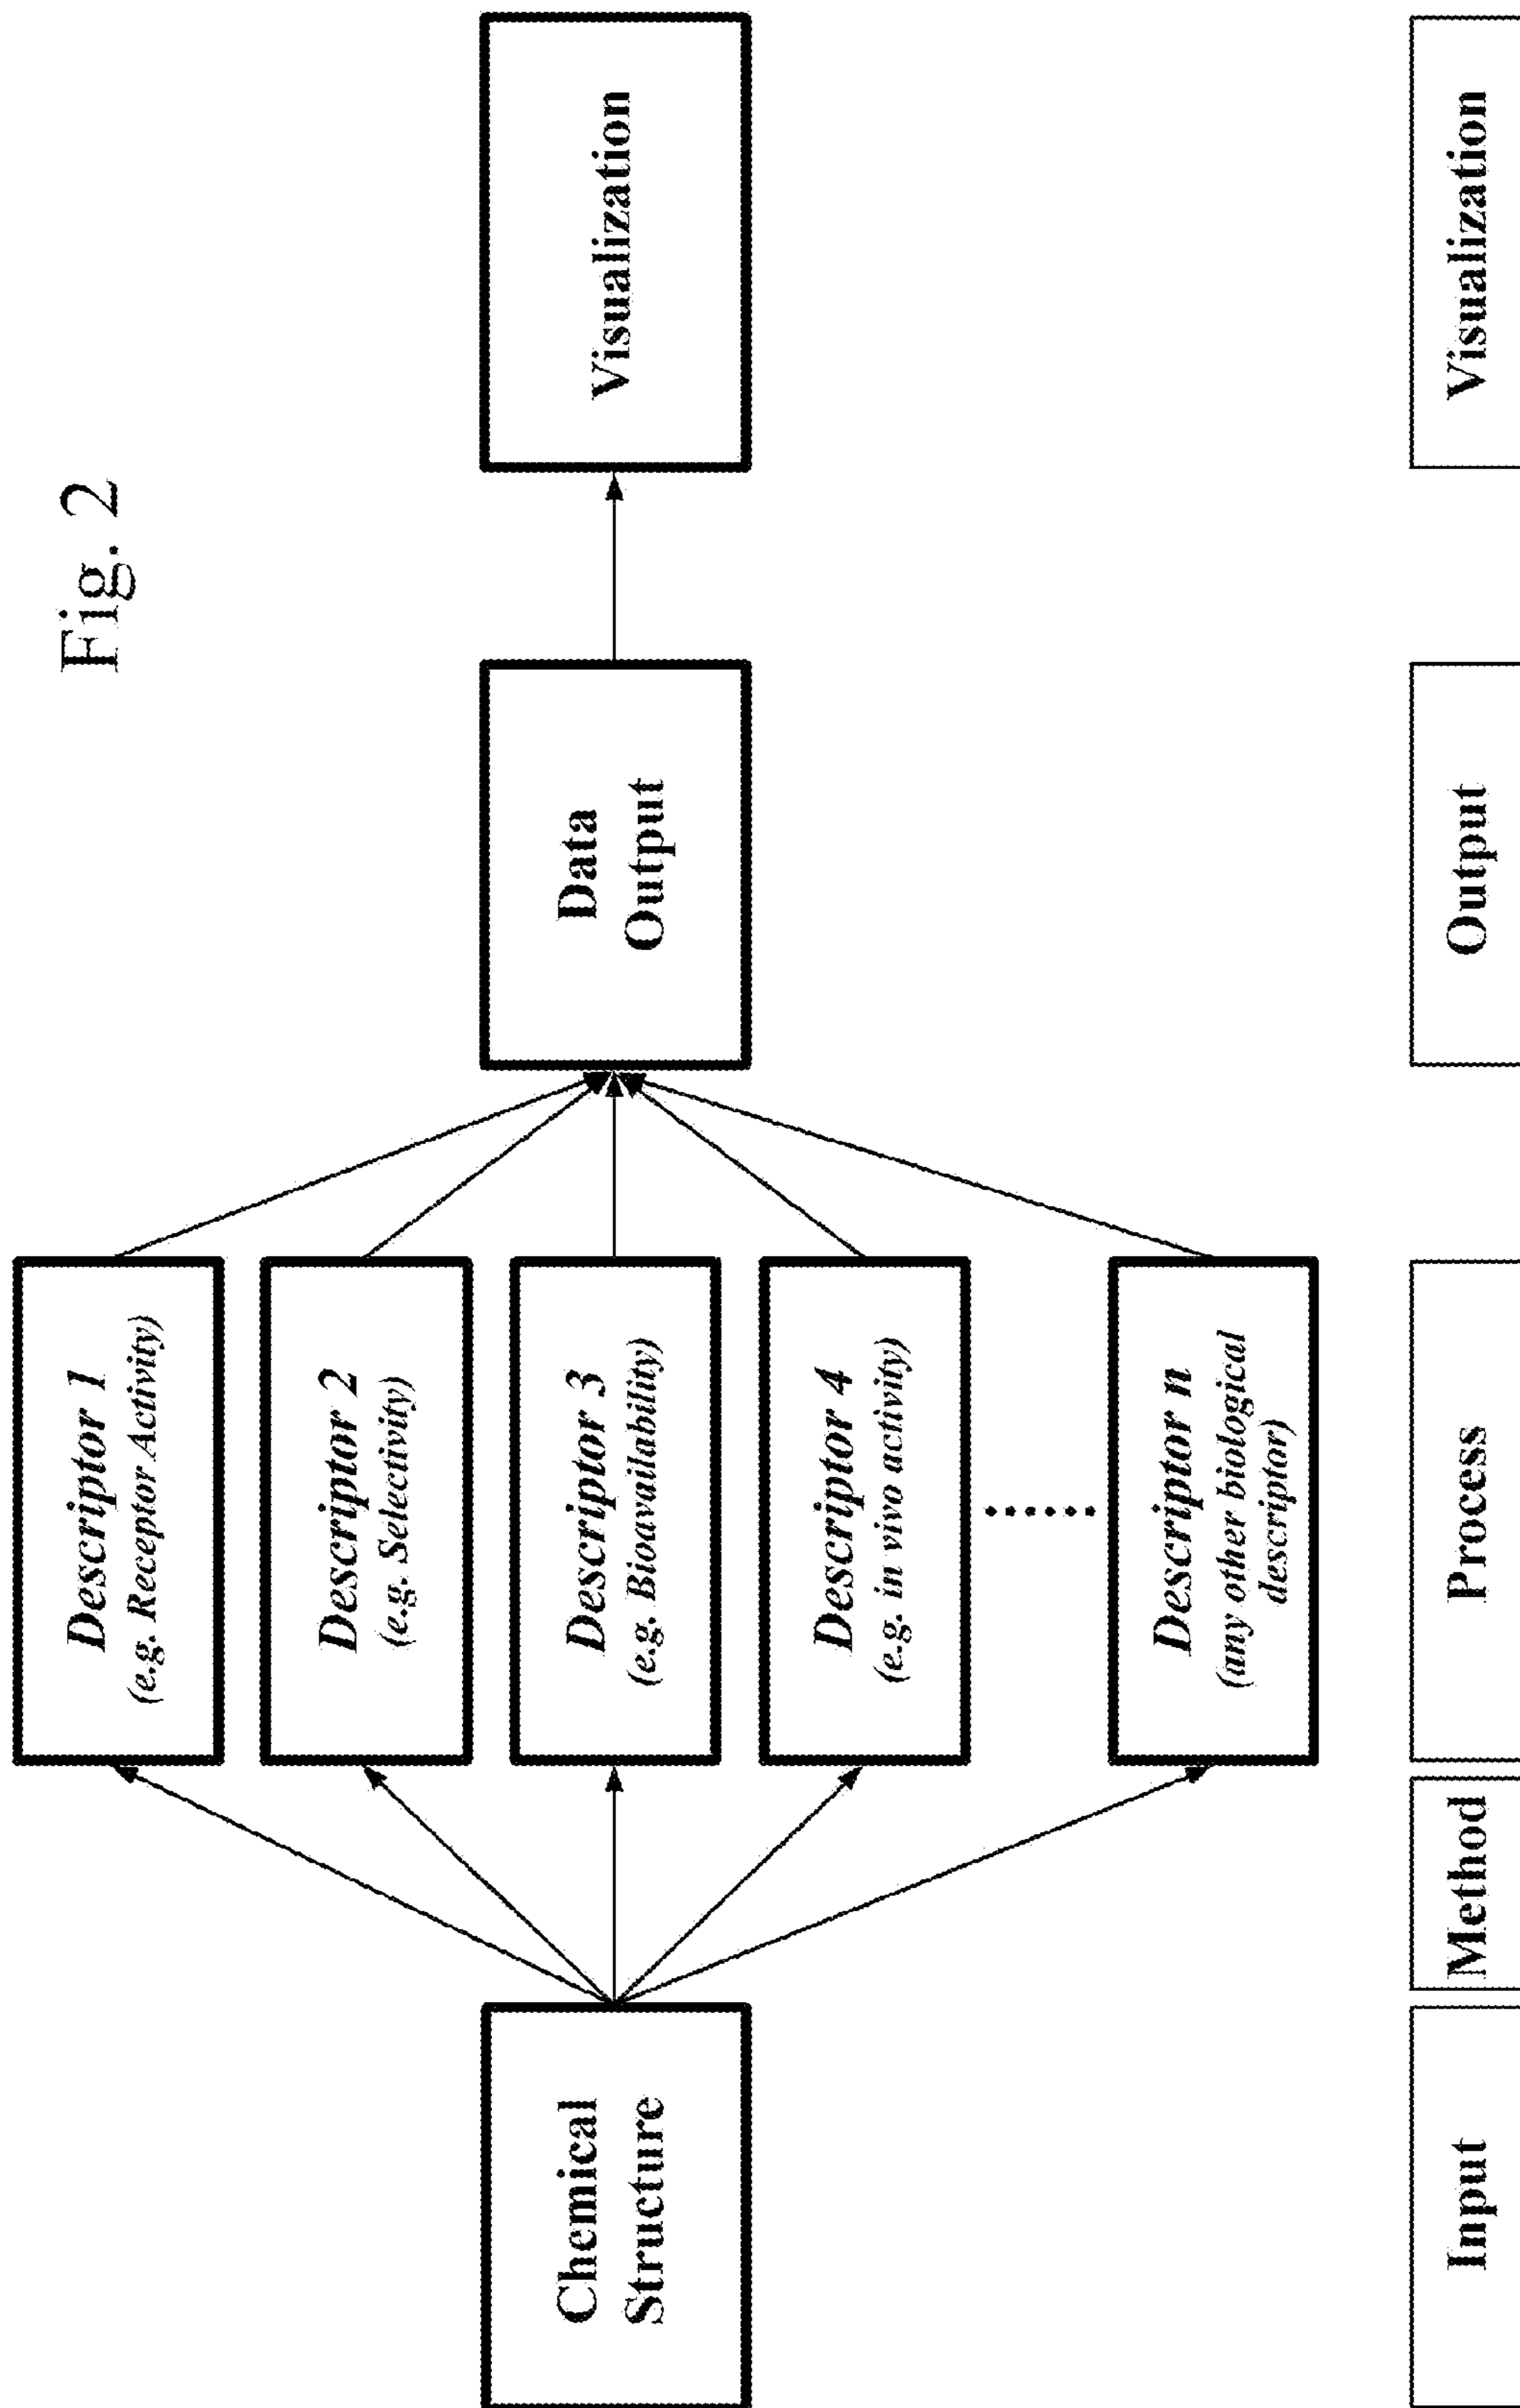 Fig. 2
Chemical
Structure
Descriptor 1
(e.g. Receptor Activity)
Descriptor 2
(e.g. Selectivity)
Descriptor 3
(e.g. Bioavailability)
Descriptor 4
(e.g. in vivo activity)
Descriptor n
(any other biological
descriptor)
Data
Output
Visualization
Input
Method
Process
Output
Visualization